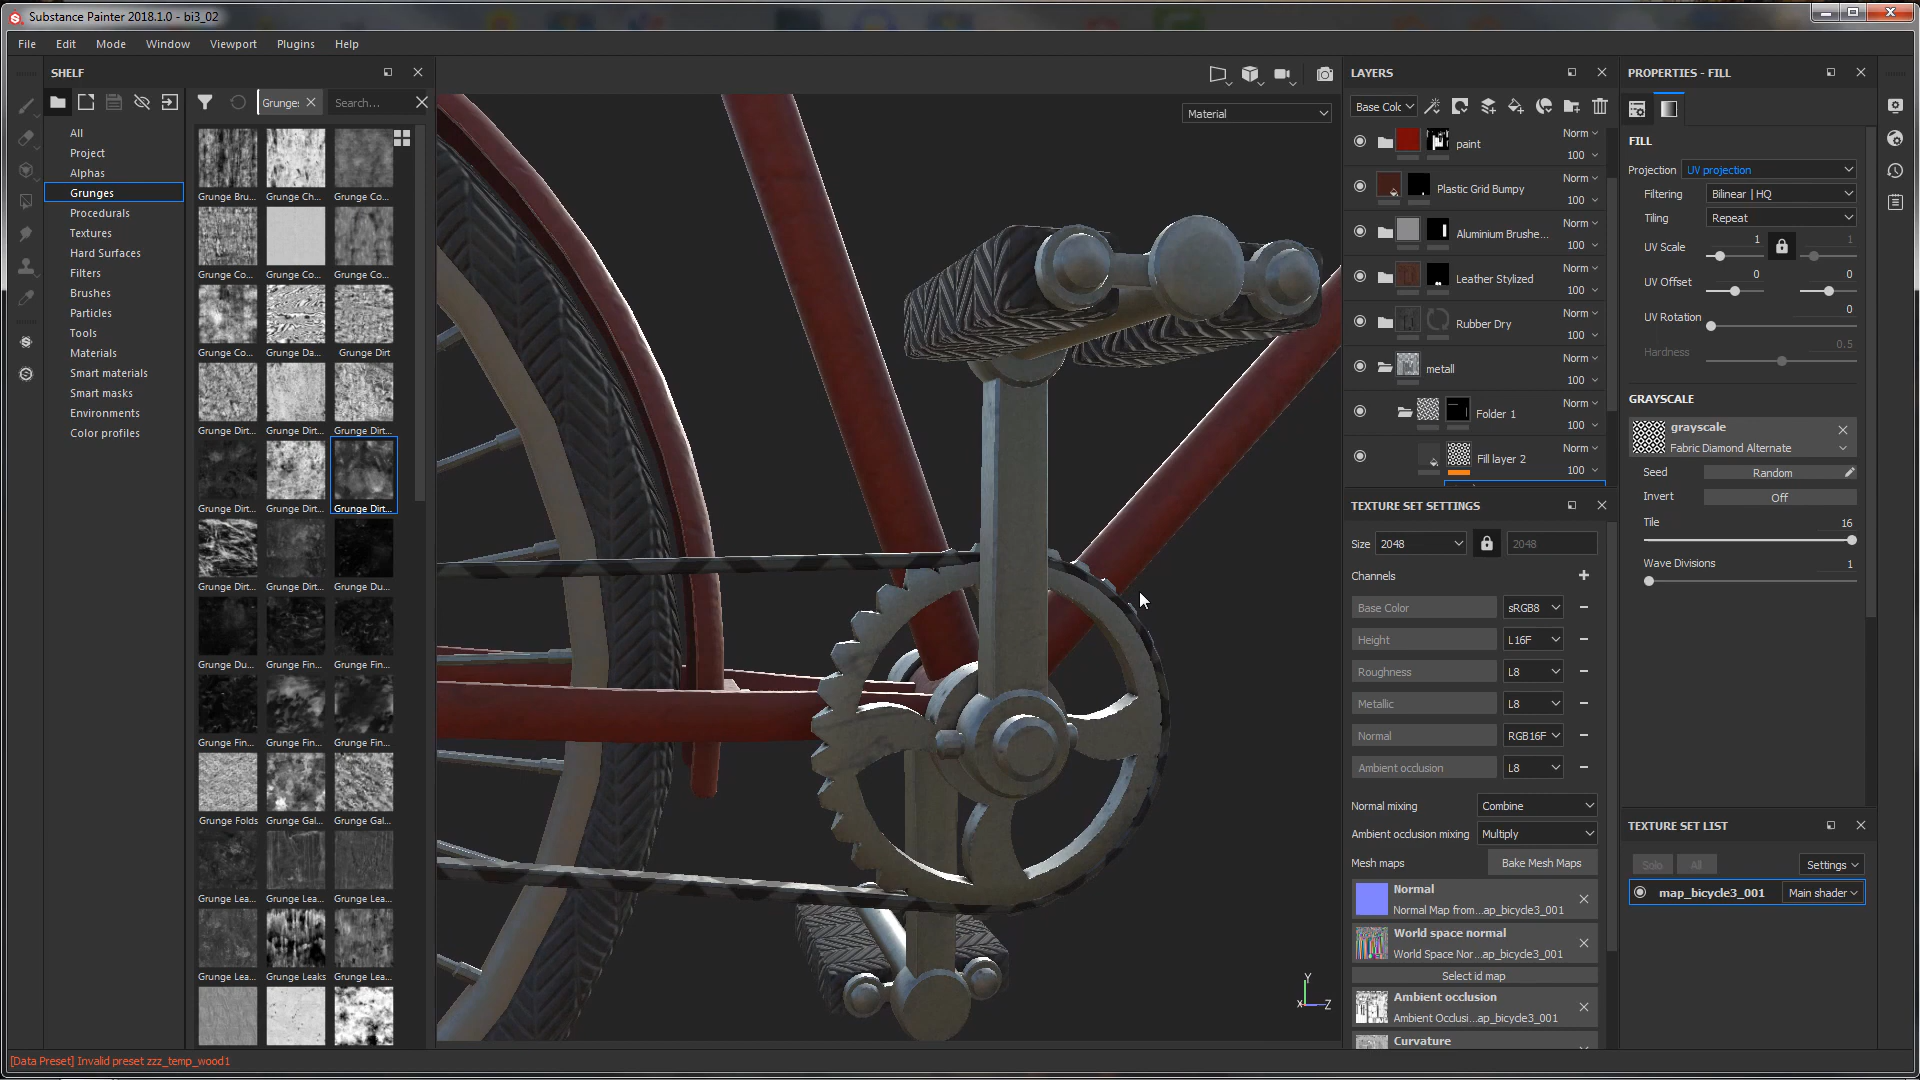 Substance Painter 2018.1.0 - bi3_02
File Edit Mode Window Viewport Plugins Help
SHELF
Grunge: Search...
All
Project
Alphas
Grunges
Procedurals
Textures
Hard Surfaces
Filters
Brushes
Particles
Tools
Materials
Smart materials
Smart masks
Environments
Color profiles
Grunge Bru... Grunge Ch... Grunge Co...
Grunge Co... Grunge Co... Grunge Co...
Grunge Co... Grunge Da... Grunge Dirt
Grunge Dirt... Grunge Dirt... Grunge Dirt...
Grunge Dirt... Grunge Dirt... Grunge Dirt...
Grunge Dirt... Grunge Dirt... Grunge Du...
Grunge Du... Grunge Fin... Grunge Fin...
Grunge Fin... Grunge Fin... Grunge Fin...
Grunge Folds Grunge Gal... Grunge Gal...
Grunge Lea... Grunge Lea... Grunge Lea...
Grunge Lea... Grunge Leaks Grunge Lea...
[Data Preset] Invalid preset zzz_temp_wood1
Material
Y
X Z
LAYERS
Base Colc
paint Norm 100
Plastic Grid Bumpy Norm 100
Aluminium Brushe... Norm 100
Leather Stylized Norm 100
Rubber Dry Norm 100
metall Norm 100
Folder 1 Norm 100
Fill layer 2 Norm 100
TEXTURE SET SETTINGS
Size 2048 2048
Channels
Base Color sRGB8
Height L16F
Roughness L8
Metallic L8
Normal RGB16F
Ambient occlusion L8
Normal mixing Combine
Ambient occlusion mixing Multiply
Mesh maps Bake Mesh Maps
Normal
Normal Map from...ap_bicycle3_001
World space normal
World Space Nor...ap_bicycle3_001
Select id map
Ambient occlusion
Ambient Occlusi...ap_bicycle3_001
Curvature
PROPERTIES - FILL
FILL
Projection UV projection
Filtering Bilinear | HQ
Tiling Repeat
UV Scale 1 1
UV Offset 0 0
UV Rotation 0
Hardness 0.5
GRAYSCALE
grayscale
Fabric Diamond Alternate
Seed Random
Invert Off
Tile 16
Wave Divisions 1
TEXTURE SET LIST
Solo All Settings
map_bicycle3_001 Main shader